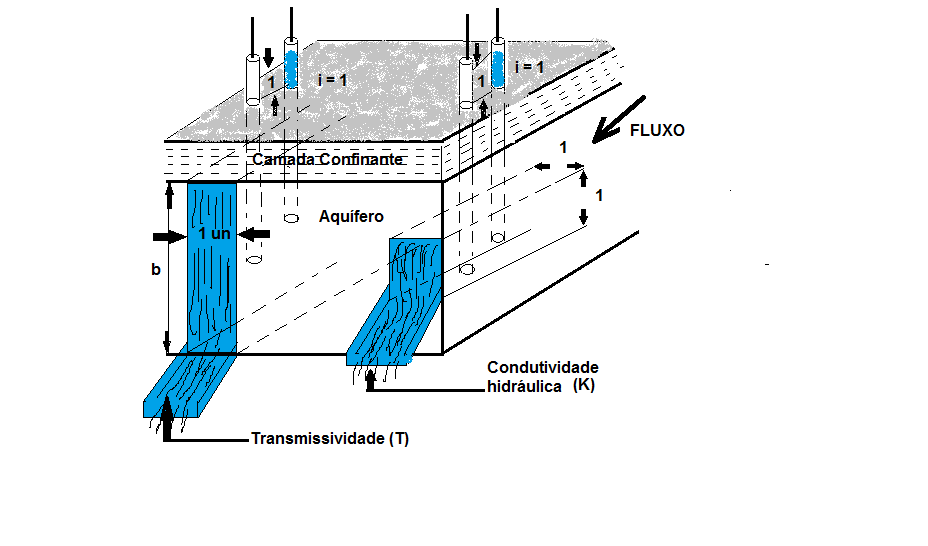 1
i = 1
1
i = 1
FLUXO
1
Camada Confinante
1
Aquífero
1 un
b
Condutividade
hidráulica (K)
Transmissividade (T)